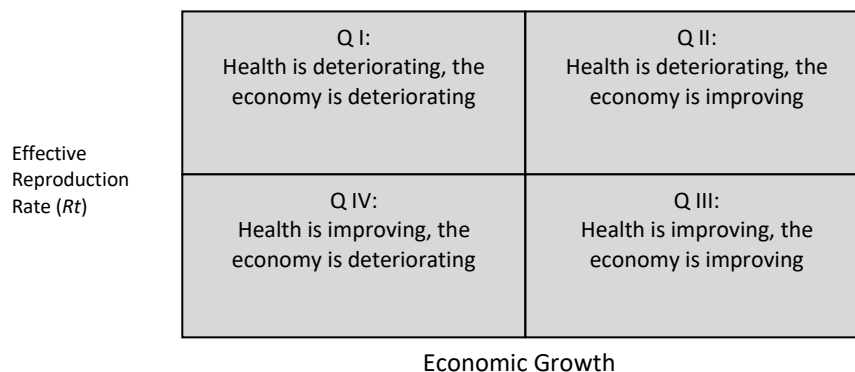 Q I:
Health is deteriorating, the
economy is deteriorating
Q II:
Health is deteriorating, the
economy is improving
Effective
Reproduction
Rate (Rt)
Q IV:
Health is improving, the
economy is deteriorating
Q III:
Health is improving, the
economy is improving
Economic Growth